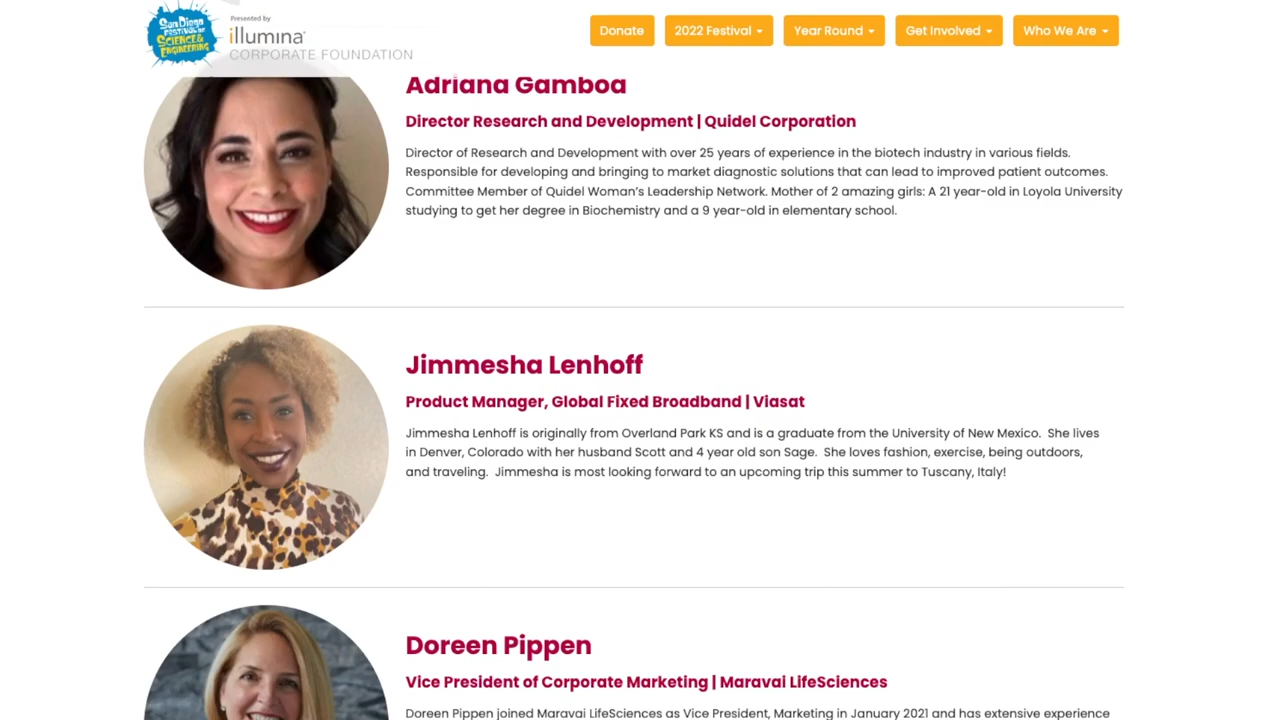 San Diego
FESTIVAL OF
SCIENCE &
ENGINEERING
Presented by
illumina®
CORPORATE FOUNDATION
Donate
2022 Festival
Year Round
Get Involved
Who We Are
Adriana Gamboa
Director Research and Development | Quidel Corporation
Director of Research and Development with over 25 years of experience in the biotech industry in various fields.
Responsible for developing and bringing to market diagnostic solutions that can lead to improved patient outcomes.
Committee Member of Quidel Woman's Leadership Network. Mother of 2 amazing girls: A 21 year-old in Loyola University
studying to get her degree in Biochemistry and a 9 year-old in elementary school.
Jimmesha Lenhoff
Product Manager, Global Fixed Broadband | Viasat
Jimmesha Lenhoff is originally from Overland Park KS and is a graduate from the University of New Mexico. She lives
in Denver, Colorado with her husband Scott and 4 year old son Sage. She loves fashion, exercise, being outdoors,
and traveling. Jimmesha is most looking forward to an upcoming trip this summer to Tuscany, Italy!
Doreen Pippen
Vice President of Corporate Marketing | Maravai LifeSciences
Doreen Pippen joined Maravai LifeSciences as Vice President, Marketing in January 2021 and has extensive experience